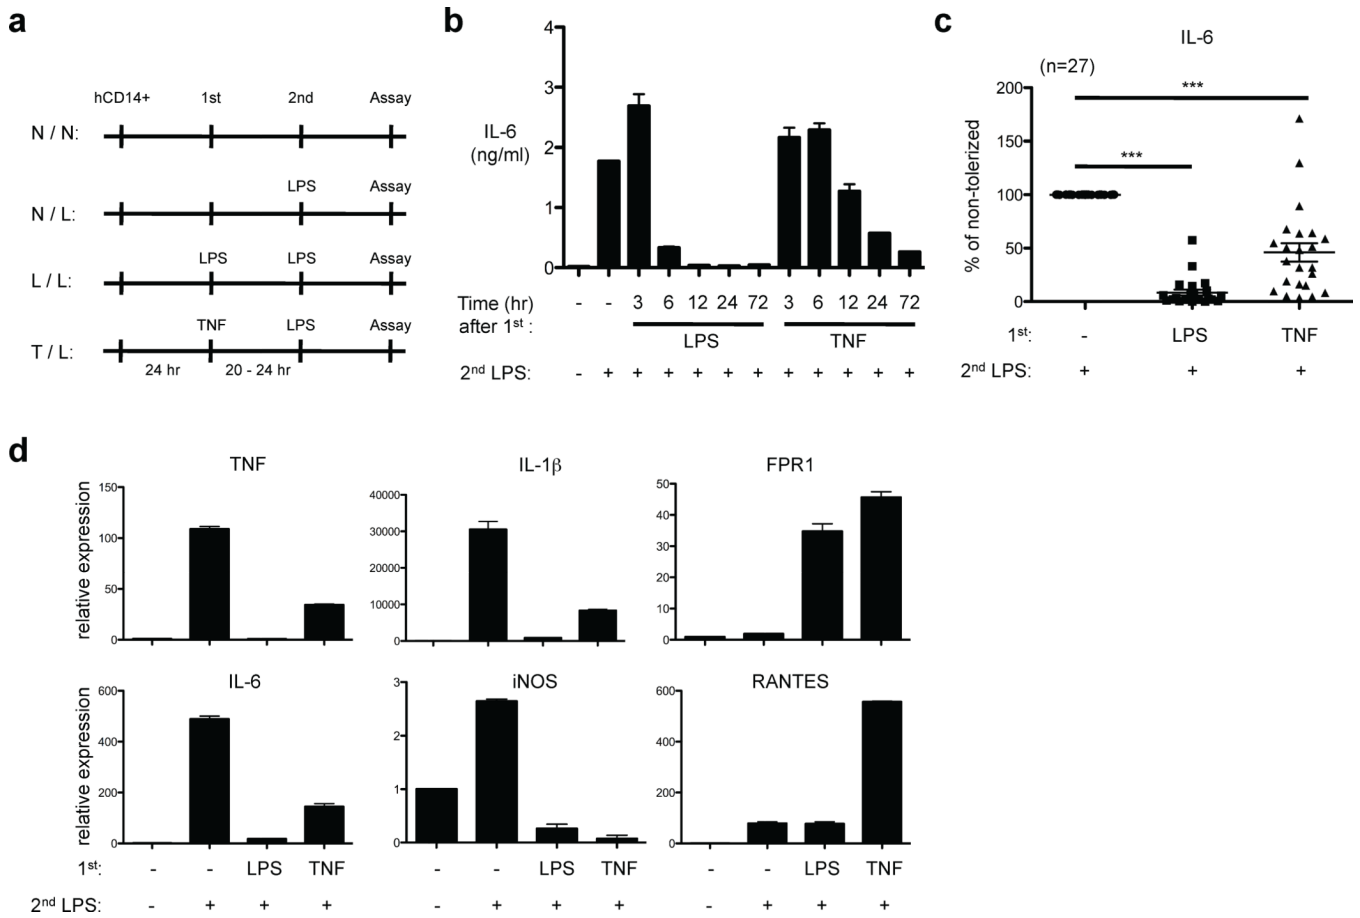 a
hCD14+ 1st 2nd Assay
N / N:
LPS Assay
N / L:
LPS LPS Assay
L / L:
TNF LPS Assay
T / L:
24 hr 20 - 24 hr
b
4
3
2
1
0
IL-6
(ng/ml)
Time (hr) - - 3 6 12 24 72 3 6 12 24 72
after 1st :
LPS TNF
2nd LPS: - + + + + + + + + + + +
c
IL-6
(n=27)
***
***
% of non-tolerized
200
150
100
50
0
1st: - LPS TNF
2nd LPS: + + +
d
TNF
relative expression
150
100
50
0
IL-1β
40000
30000
20000
10000
0
FPR1
50
40
30
20
10
0
IL-6
relative expression
600
400
200
0
iNOS
3
2
1
0
RANTES
600
400
200
0
1st: - - LPS TNF - - LPS TNF - - LPS TNF
2nd LPS: - + + + - + + + - + + +